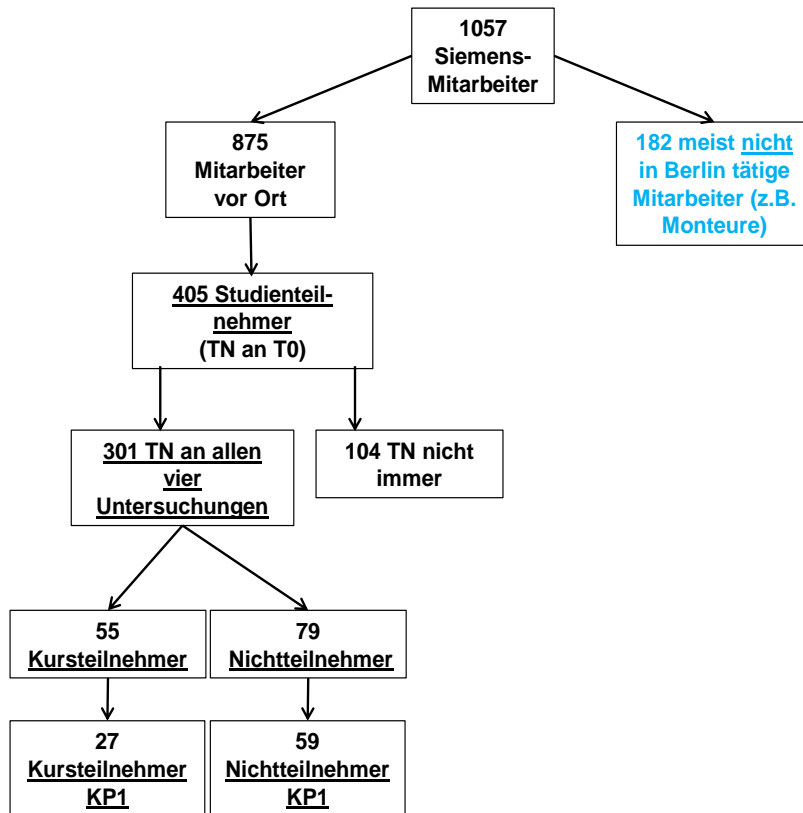 1057
Siemens-
Mitarbeiter
875
Mitarbeiter
vor Ort
182 meist nicht
in Berlin tätige
Mitarbeiter (z.B.
Monteure)
405 Studienteil-
nehmer
(TN an T0)
301 TN an allen
vier
Untersuchungen
104 TN nicht
immer
55
Kursteilnehmer
79
Nichtteilnehmer
27
Kursteilnehmer
KP1
59
Nichtteilnehmer
KP1